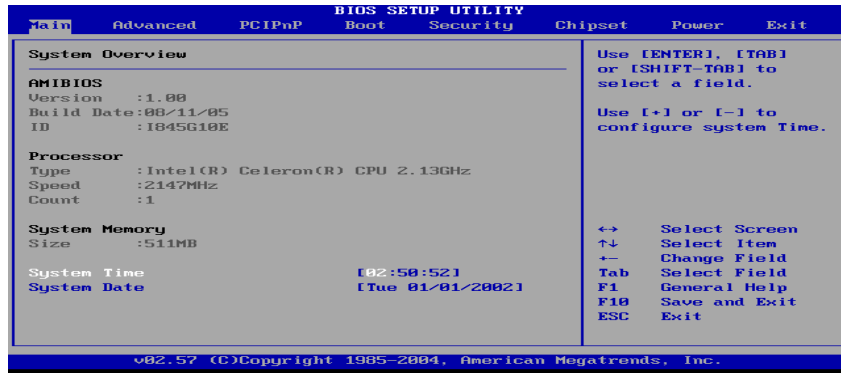 BIOS SETUP UTILITY
Main Advanced PCIPnP Boot Security Chipset Power Exit
System Overview
AMIBIOS
Version :1.00
Build Date:08/11/05
ID :I845G10E
Processor
Type :Intel(R) Celeron(R) CPU 2.13GHz
Speed :2147MHz
Count :1
System Memory
Size :511MB
System Time [02:50:52]
System Date [Tue 01/01/2002]
Use [ENTER], [TAB]
or [SHIFT-TAB] to
select a field.
Use [+] or [-] to
configure system Time.
↔ Select Screen
↑↓ Select Item
+- Change Field
Tab Select Field
F1 General Help
F10 Save and Exit
ESC Exit
v02.57 (C)Copyright 1985-2004, American Megatrends, Inc.